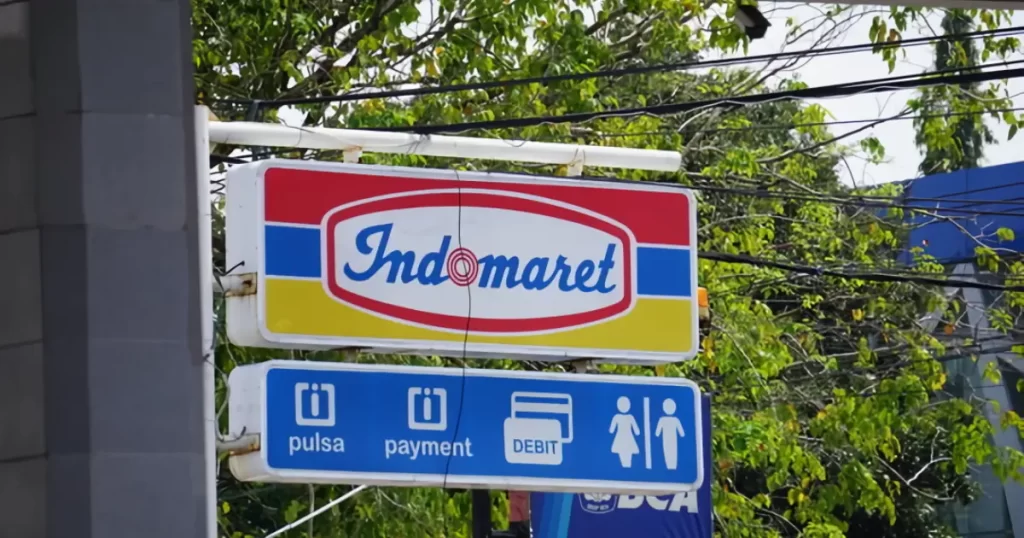 Indomaret
pulsa
payment
DEBIT
BCA